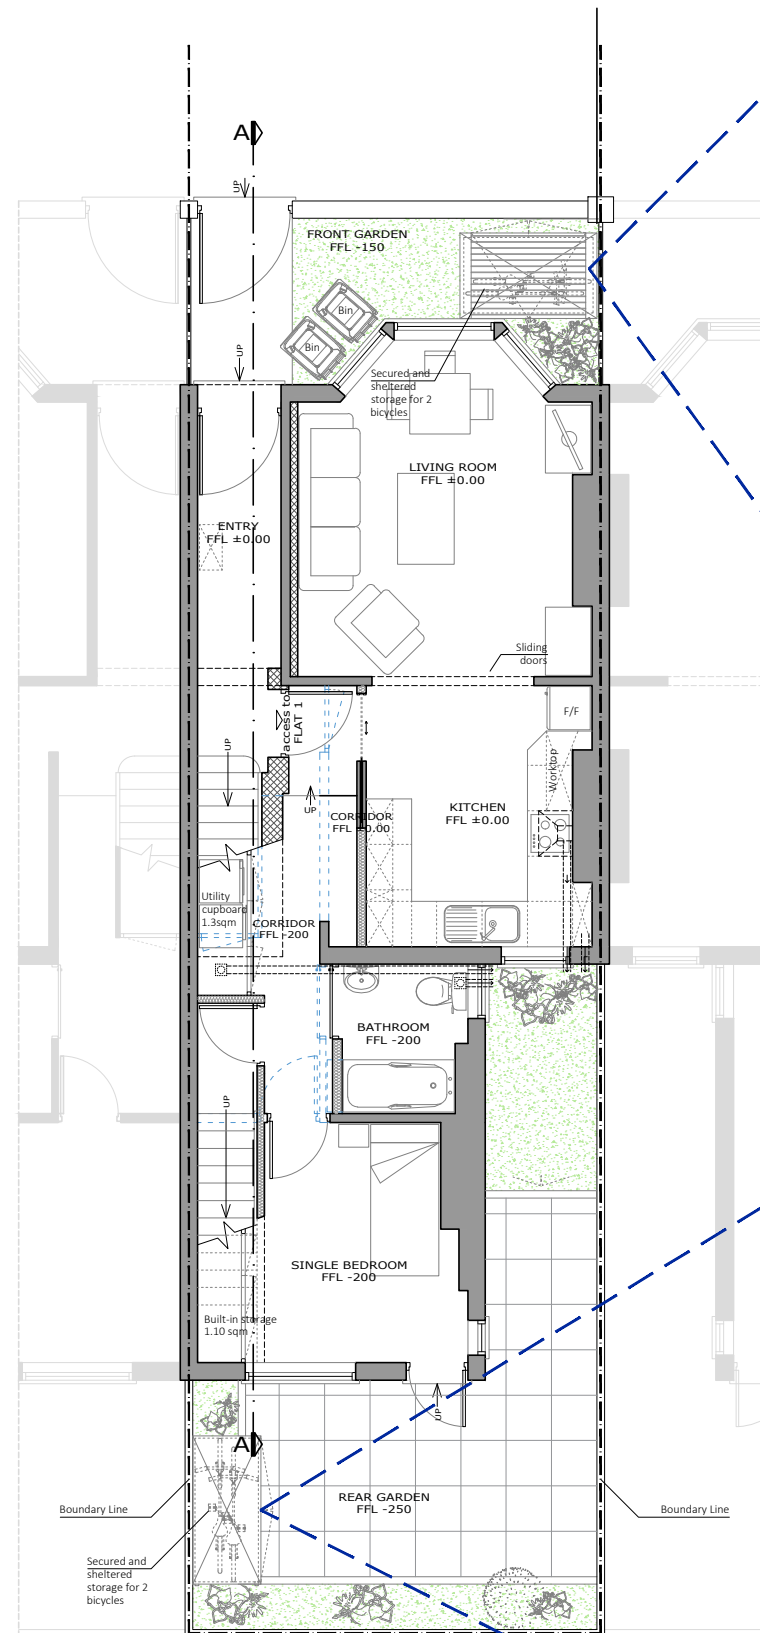 A
UP
FRONT GARDEN
FFL -150
Bin
Bin
UP
Secured and
sheltered
storage for 2
bicycles
LIVING ROOM
FFL ±0.00
ENTRY
FFL ±0.00
Sliding
doors
access to
FLAT 1
F/F
UP
Worktop
UP
CORRIDOR
FFL ±0.00
KITCHEN
FFL ±0.00
Utility
cupboard
1.3sqm
CORRIDOR
FFL -200
BATHROOM
FFL -200
UP
SINGLE BEDROOM
FFL -200
Built-in storage
1.10 sqm
UP
A
REAR GARDEN
FFL -250
Boundary Line
Boundary Line
Secured and
sheltered
storage for 2
bicycles